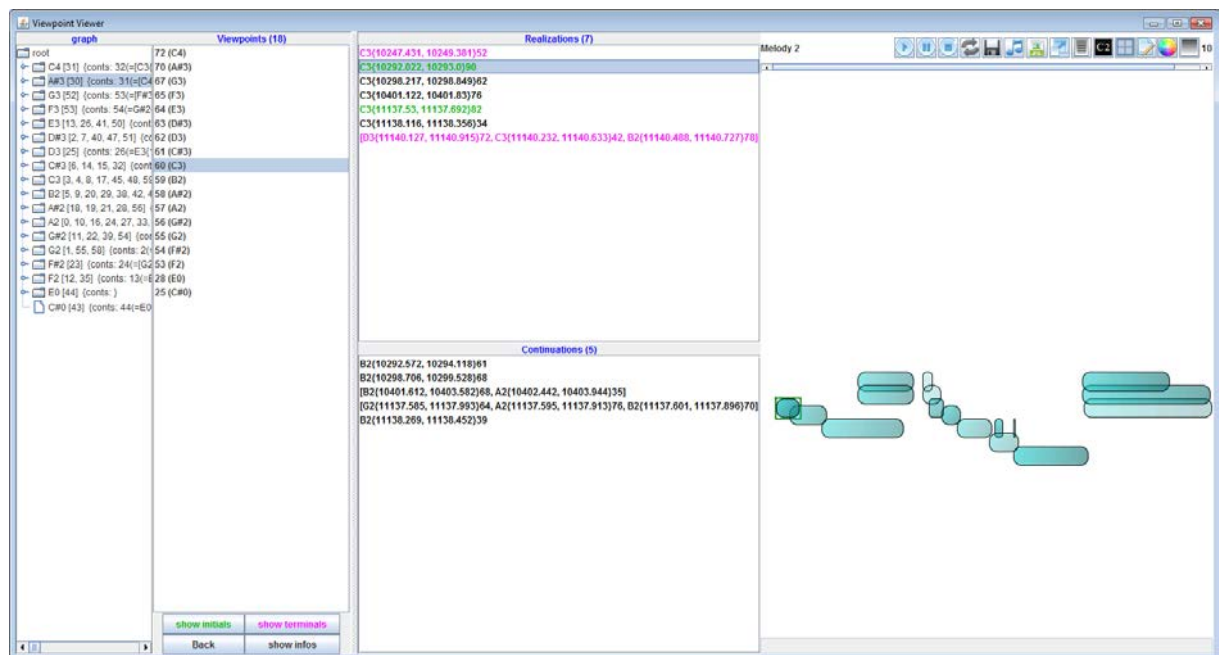 Viewpoint Viewer
graph
root
C4 [31] {conts: 32(=[C3{
A#3 [30] {conts: 31(=[C4
G3 [52] {conts: 53(=[F#3
F3 [53] {conts: 54(=G#2
E3 [13, 26, 41, 50] {cont
D#3 [2, 7, 40, 47, 51] {co
D3 [25] {conts: 26(=E3{
C#3 [6, 14, 15, 32] {cont
C3 [3, 4, 8, 17, 45, 48, 59
B2 [5, 9, 20, 29, 38, 42, 4
A#2 [18, 19, 21, 28, 56] {
A2 [0, 10, 16, 24, 27, 33,
G#2 [11, 22, 39, 54] {con
G2 [1, 55, 58] {conts: 2(
F#2 [23] {conts: 24(=[G2
F2 [12, 35] {conts: 13(=E
E0 [44] {conts: }
C#0 [43] {conts: 44(=E0
Viewpoints (18)
72 (C4)
70 (A#3)
67 (G3)
65 (F3)
64 (E3)
63 (D#3)
62 (D3)
61 (C#3)
60 (C3)
59 (B2)
58 (A#2)
57 (A2)
56 (G#2)
55 (G2)
54 (F#2)
53 (F2)
28 (E0)
25 (C#0)
show initials
show terminals
Back
show infos
Realizations (7)
C3{10247.431, 10249.381}52
C3{10292.022, 10293.0}90
C3{10298.217, 10298.849}62
C3{10401.122, 10401.83}76
C3{11137.53, 11137.692}82
C3{11138.116, 11138.356}34
[D3{11140.127, 11140.915}72, C3{11140.232, 11140.633}42, B2{11140.488, 11140.727}78]
Continuations (5)
B2{10292.572, 10294.118}61
B2{10298.706, 10299.528}68
[B2{10401.612, 10403.582}68, A2{10402.442, 10403.944}35]
[G2{11137.585, 11137.993}64, A2{11137.595, 11137.913}76, B2{11137.601, 11137.896}70]
B2{11138.269, 11138.452}39
Melody 2
C2
10